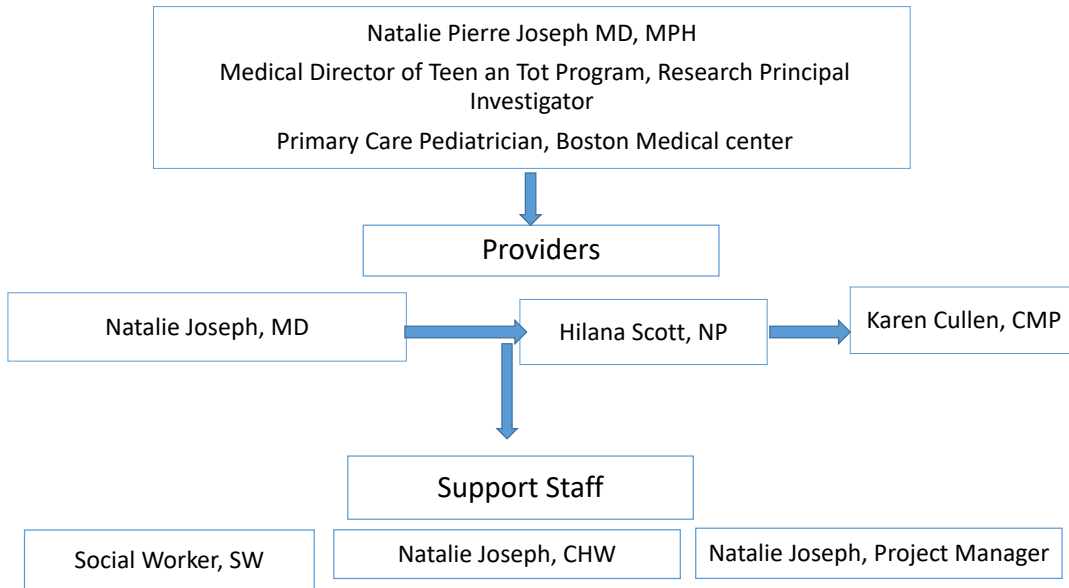 Natalie Pierre Joseph MD, MPH
Medical Director of Teen an Tot Program, Research Principal
Investigator
Primary Care Pediatrician, Boston Medical center
Providers
Natalie Joseph, MD
Hilana Scott, NP
Karen Cullen, CMP
Support Staff
Social Worker, SW
Natalie Joseph, CHW
Natalie Joseph, Project Manager